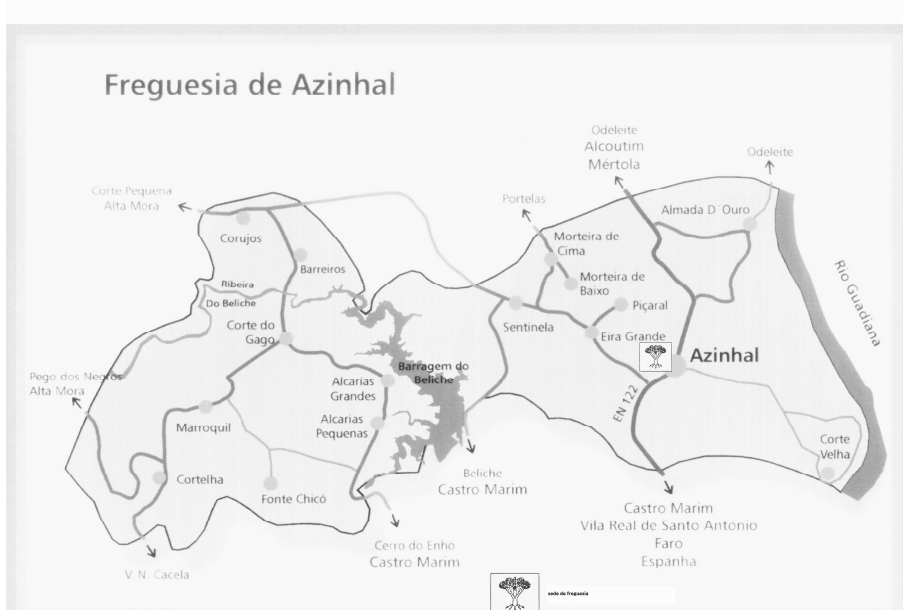 Freguesia de Azinhal
Odeleite
Alcoutim
Mértola
Odeleite
Corte Pequena
Alta Mora
Portelas
Almada D´Ouro
Corujos
Morteira de
Cima
Barreiros
Morteira de
Baixo
Rio Guadiana
Ribeira
Do Beliche
Piçaral
Sentinela
Corte do
Gago
Eira Grande
Azinhal
Barragem do
Beliche
Pego dos Negros
Alta Mora
Alcarias
Grandes
EN 122
Alcarias
Pequenas
Marroquil
Corte
Velha
Cortelha
Fonte Chicó
Beliche
Castro Marim
Castro Marim
Vila Real de Santo Antonio
Faro
Espanha
Cerro do Enho
Castro Marim
V. N. Cacela
sede de freguesia